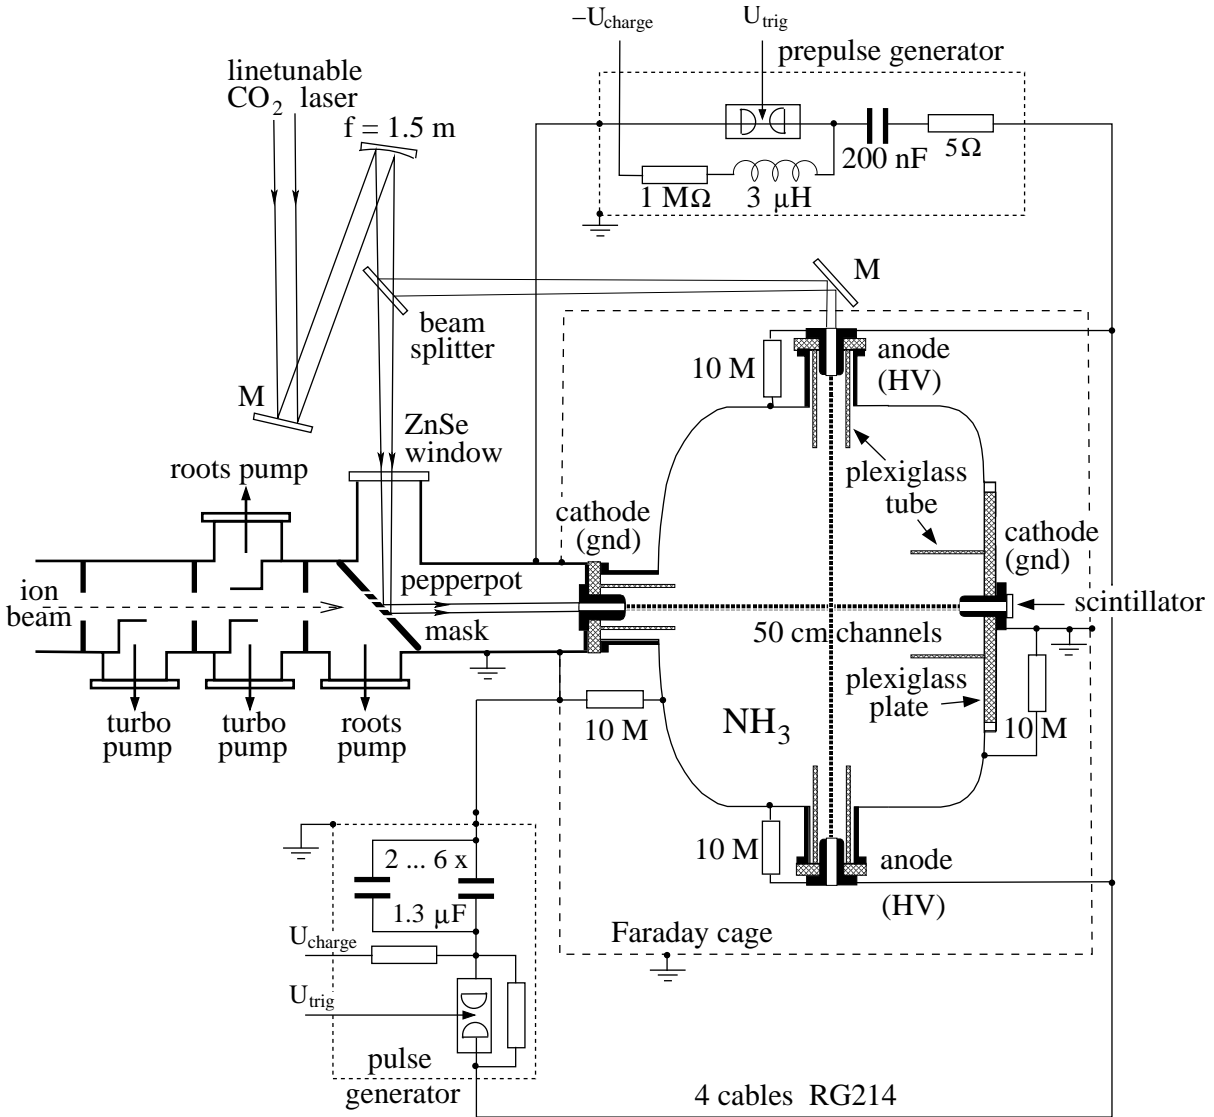 −U_charge
U_trig
prepulse generator
linetunable
CO₂ laser
f = 1.5 m
200 nF
5Ω
1 MΩ
3 µH
M
beam
splitter
anode
(HV)
10 M
M
ZnSe
window
roots pump
plexiglass
tube
cathode
(gnd)
cathode
(gnd)
pepperpot
ion
beam
scintillator
mask
50 cm channels
plexiglass
plate
turbo
pump
turbo
pump
roots
pump
10 M
NH₃
10 M
10 M
anode
(HV)
2 ... 6 x
1.3 µF
U_charge
Faraday cage
U_trig
pulse
generator
4 cables RG214